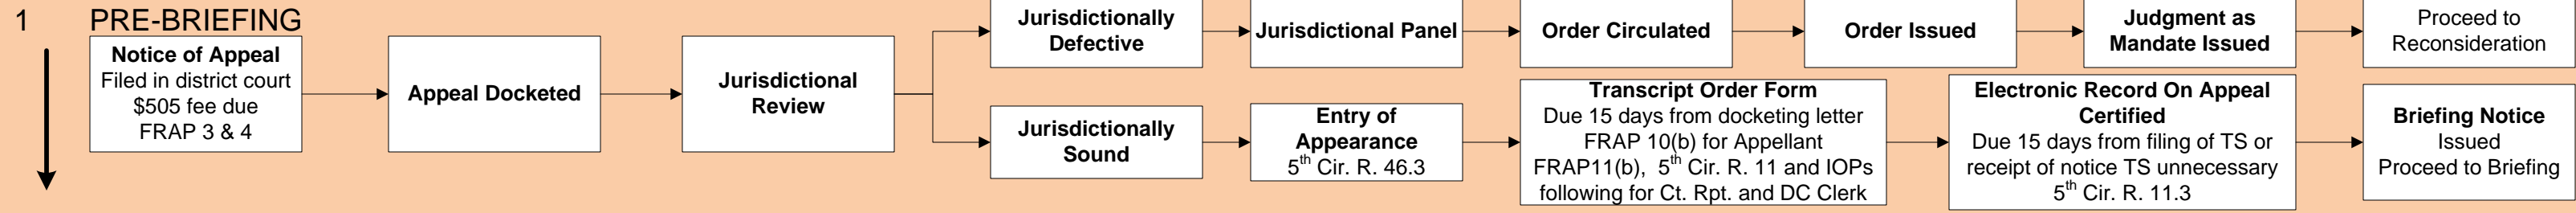 1 PRE-BRIEFING
Notice of Appeal
Filed in district court
$505 fee due
FRAP 3 & 4
Appeal Docketed
Jurisdictional
Review
Jurisdictionally
Defective
Jurisdictional Panel
Order Circulated
Order Issued
Judgment as
Mandate Issued
Proceed to
Reconsideration
Jurisdictionally
Sound
Entry of
Appearance
5th Cir. R. 46.3
Transcript Order Form
Due 15 days from docketing letter
FRAP 10(b) for Appellant
FRAP11(b), 5th Cir. R. 11 and IOPs
following for Ct. Rpt. and DC Clerk
Electronic Record On Appeal
Certified
Due 15 days from filing of TS or
receipt of notice TS unnecessary
5th Cir. R. 11.3
Briefing Notice
Issued
Proceed to Briefing